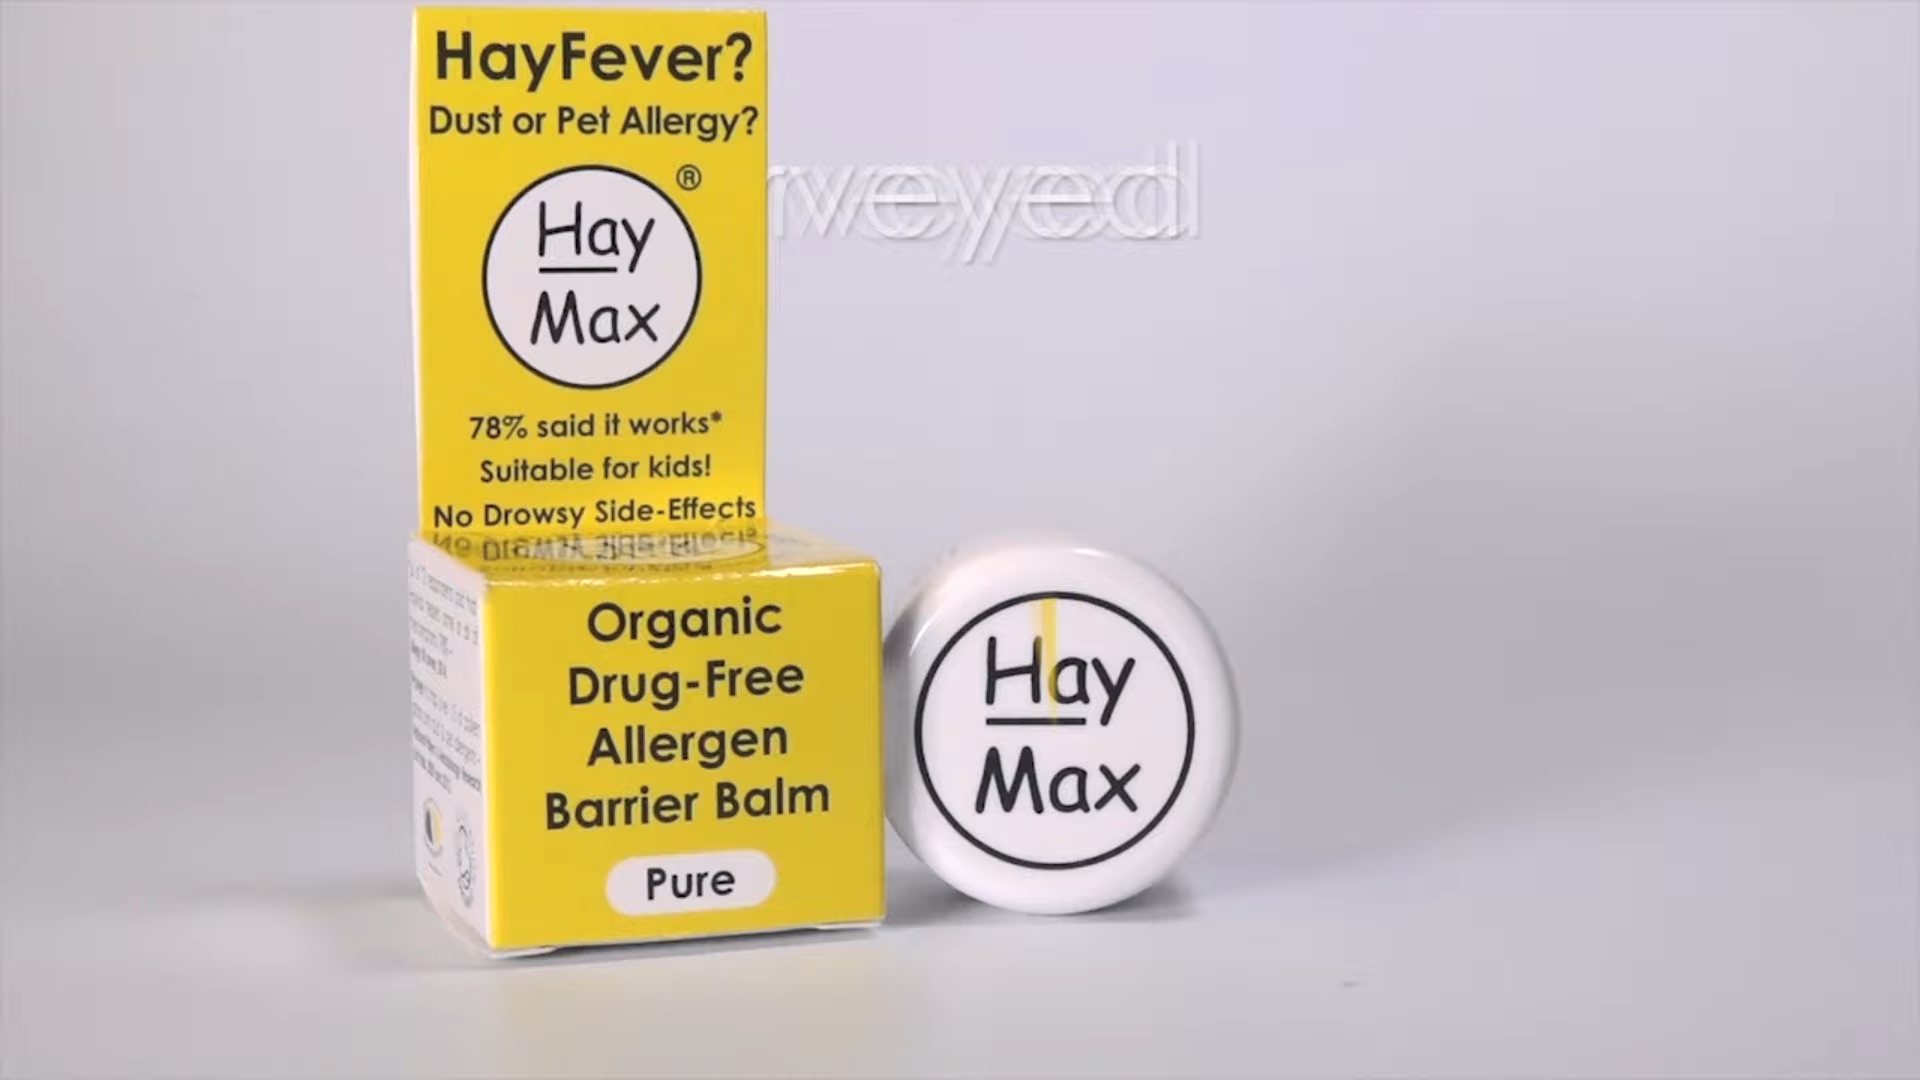 HayFever?
Dust or Pet Allergy?
®
Hay
Max
78% said it works*
Suitable for kids!
No Drowsy Side-Effects
Organic
Drug-Free
Allergen
Barrier Balm
Pure
Hay
Max